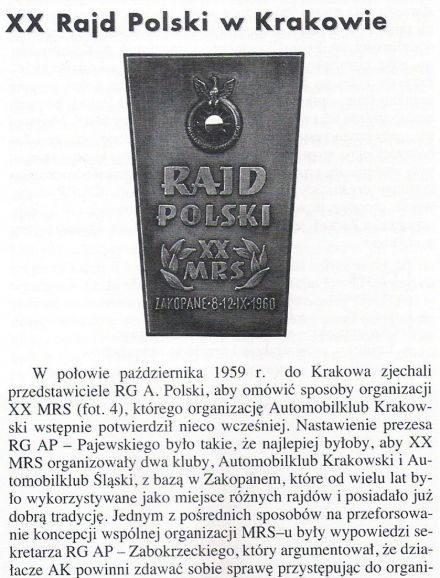 XX Rajd Polski w Krakowie
RAJD
POLSKI
XX
MRS
ZAKOPANE·8-12-IX-1960
W połowie października 1959 r. do Krakowa zjechali
przedstawiciele RG A. Polski, aby omówić sposoby organizacji
XX MRS (fot. 4), którego organizację Automobilklub Krakow-
ski wstępnie potwierdził nieco wcześniej. Nastawienie prezesa
RG AP – Pajewskiego było takie, że najlepiej byłoby, aby XX
MRS organizowały dwa kluby, Automobilklub Krakowski i Au-
tomobilklub Śląski, z bazą w Zakopanem, które od wielu lat by-
ło wykorzystywane jako miejsce różnych rajdów i posiadało już
dobrą tradycję. Jednym z pośrednich sposobów na przeforsowa-
nie koncepcji wspólnej organizacji MRS–u były wypowiedzi se-
kretarza RG AP – Zabokrzeckiego, który argumentował, że dzia-
łacze AK powinni zdawać sobie sprawę przystępując do organi-